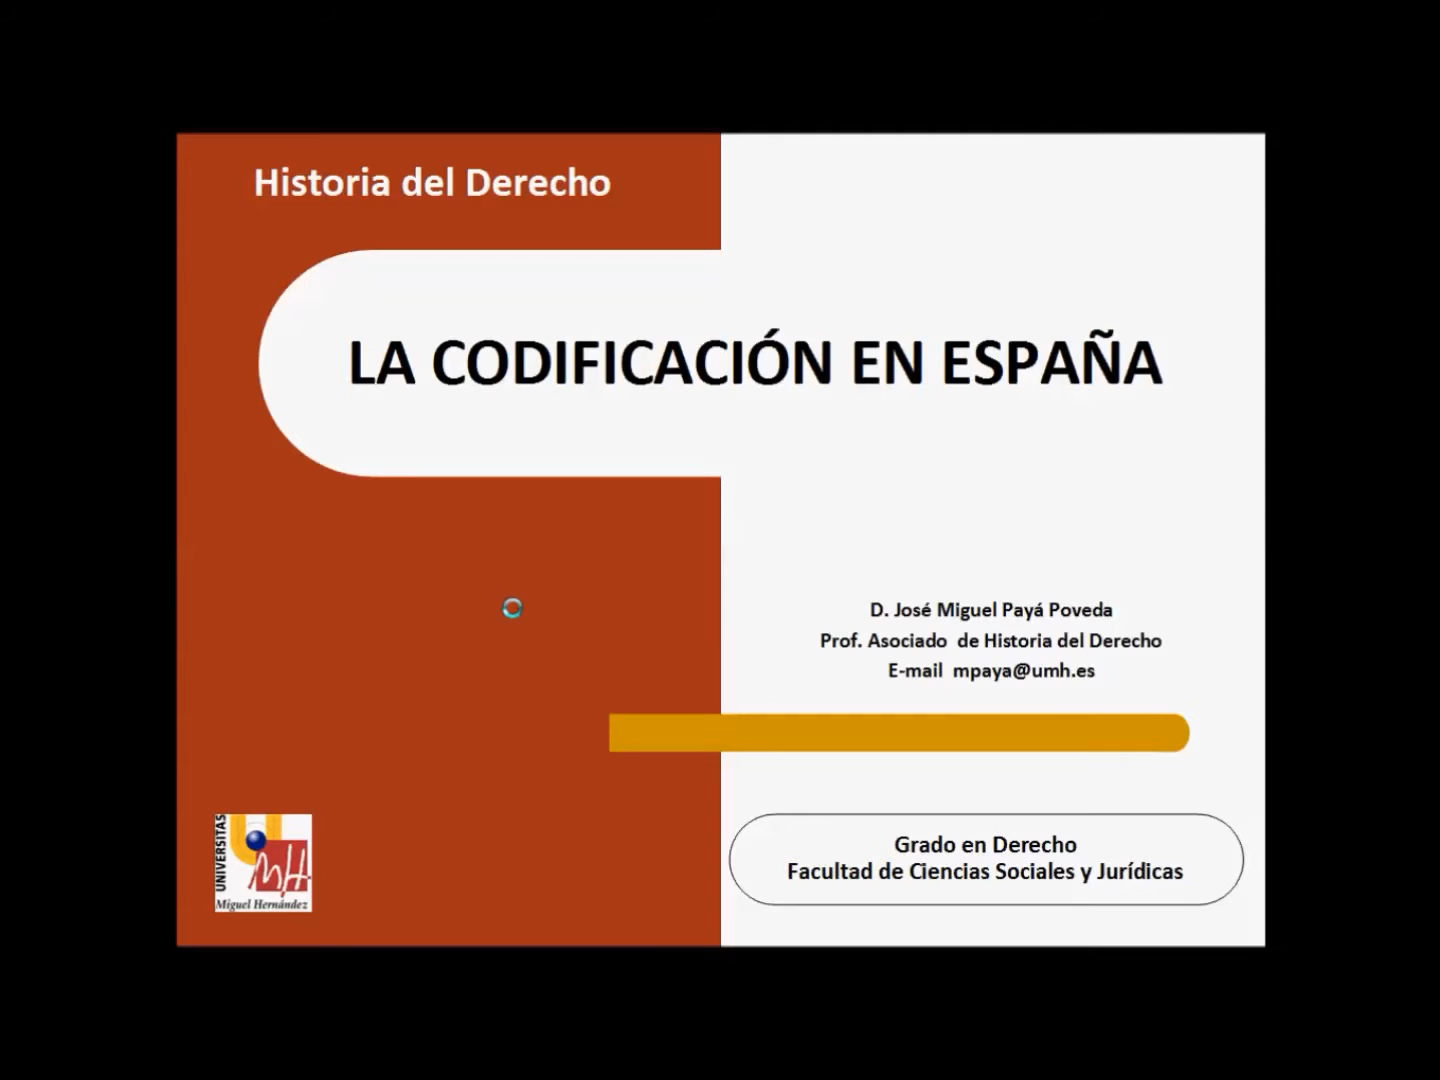 Historia del Derecho
LA CODIFICACIÓN EN ESPAÑA
D. José Miguel Payá Poveda
Prof. Asociado de Historia del Derecho
E-mail mpaya@umh.es
UNIVERSITAS
Miguel Hernández
Grado en Derecho
Facultad de Ciencias Sociales y Jurídicas